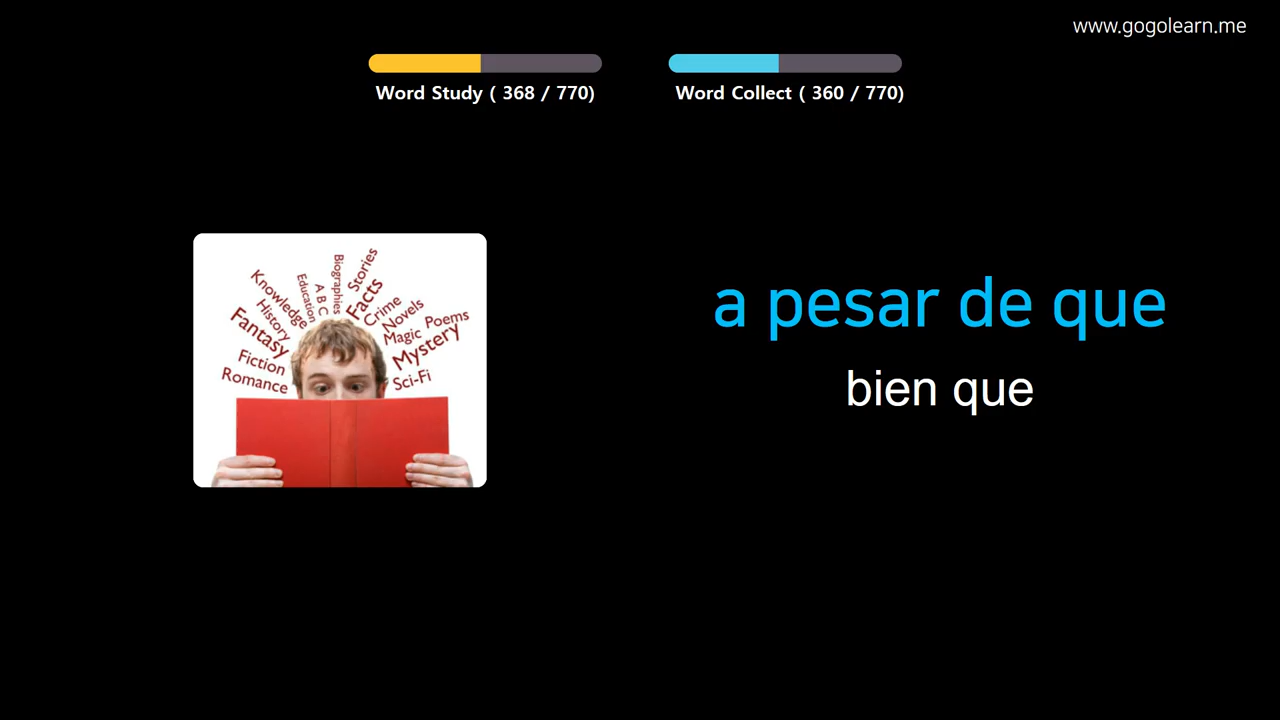 www.gogolearn.me
Word Study ( 368 / 770)
Word Collect ( 360 / 770)
Knowledge
History
Fantasy
Fiction
Romance
Education
A B C
Biographies
Stories
Facts
Crime
Novels
Magic
Poems
Mystery
Sci-Fi
a pesar de que
bien que